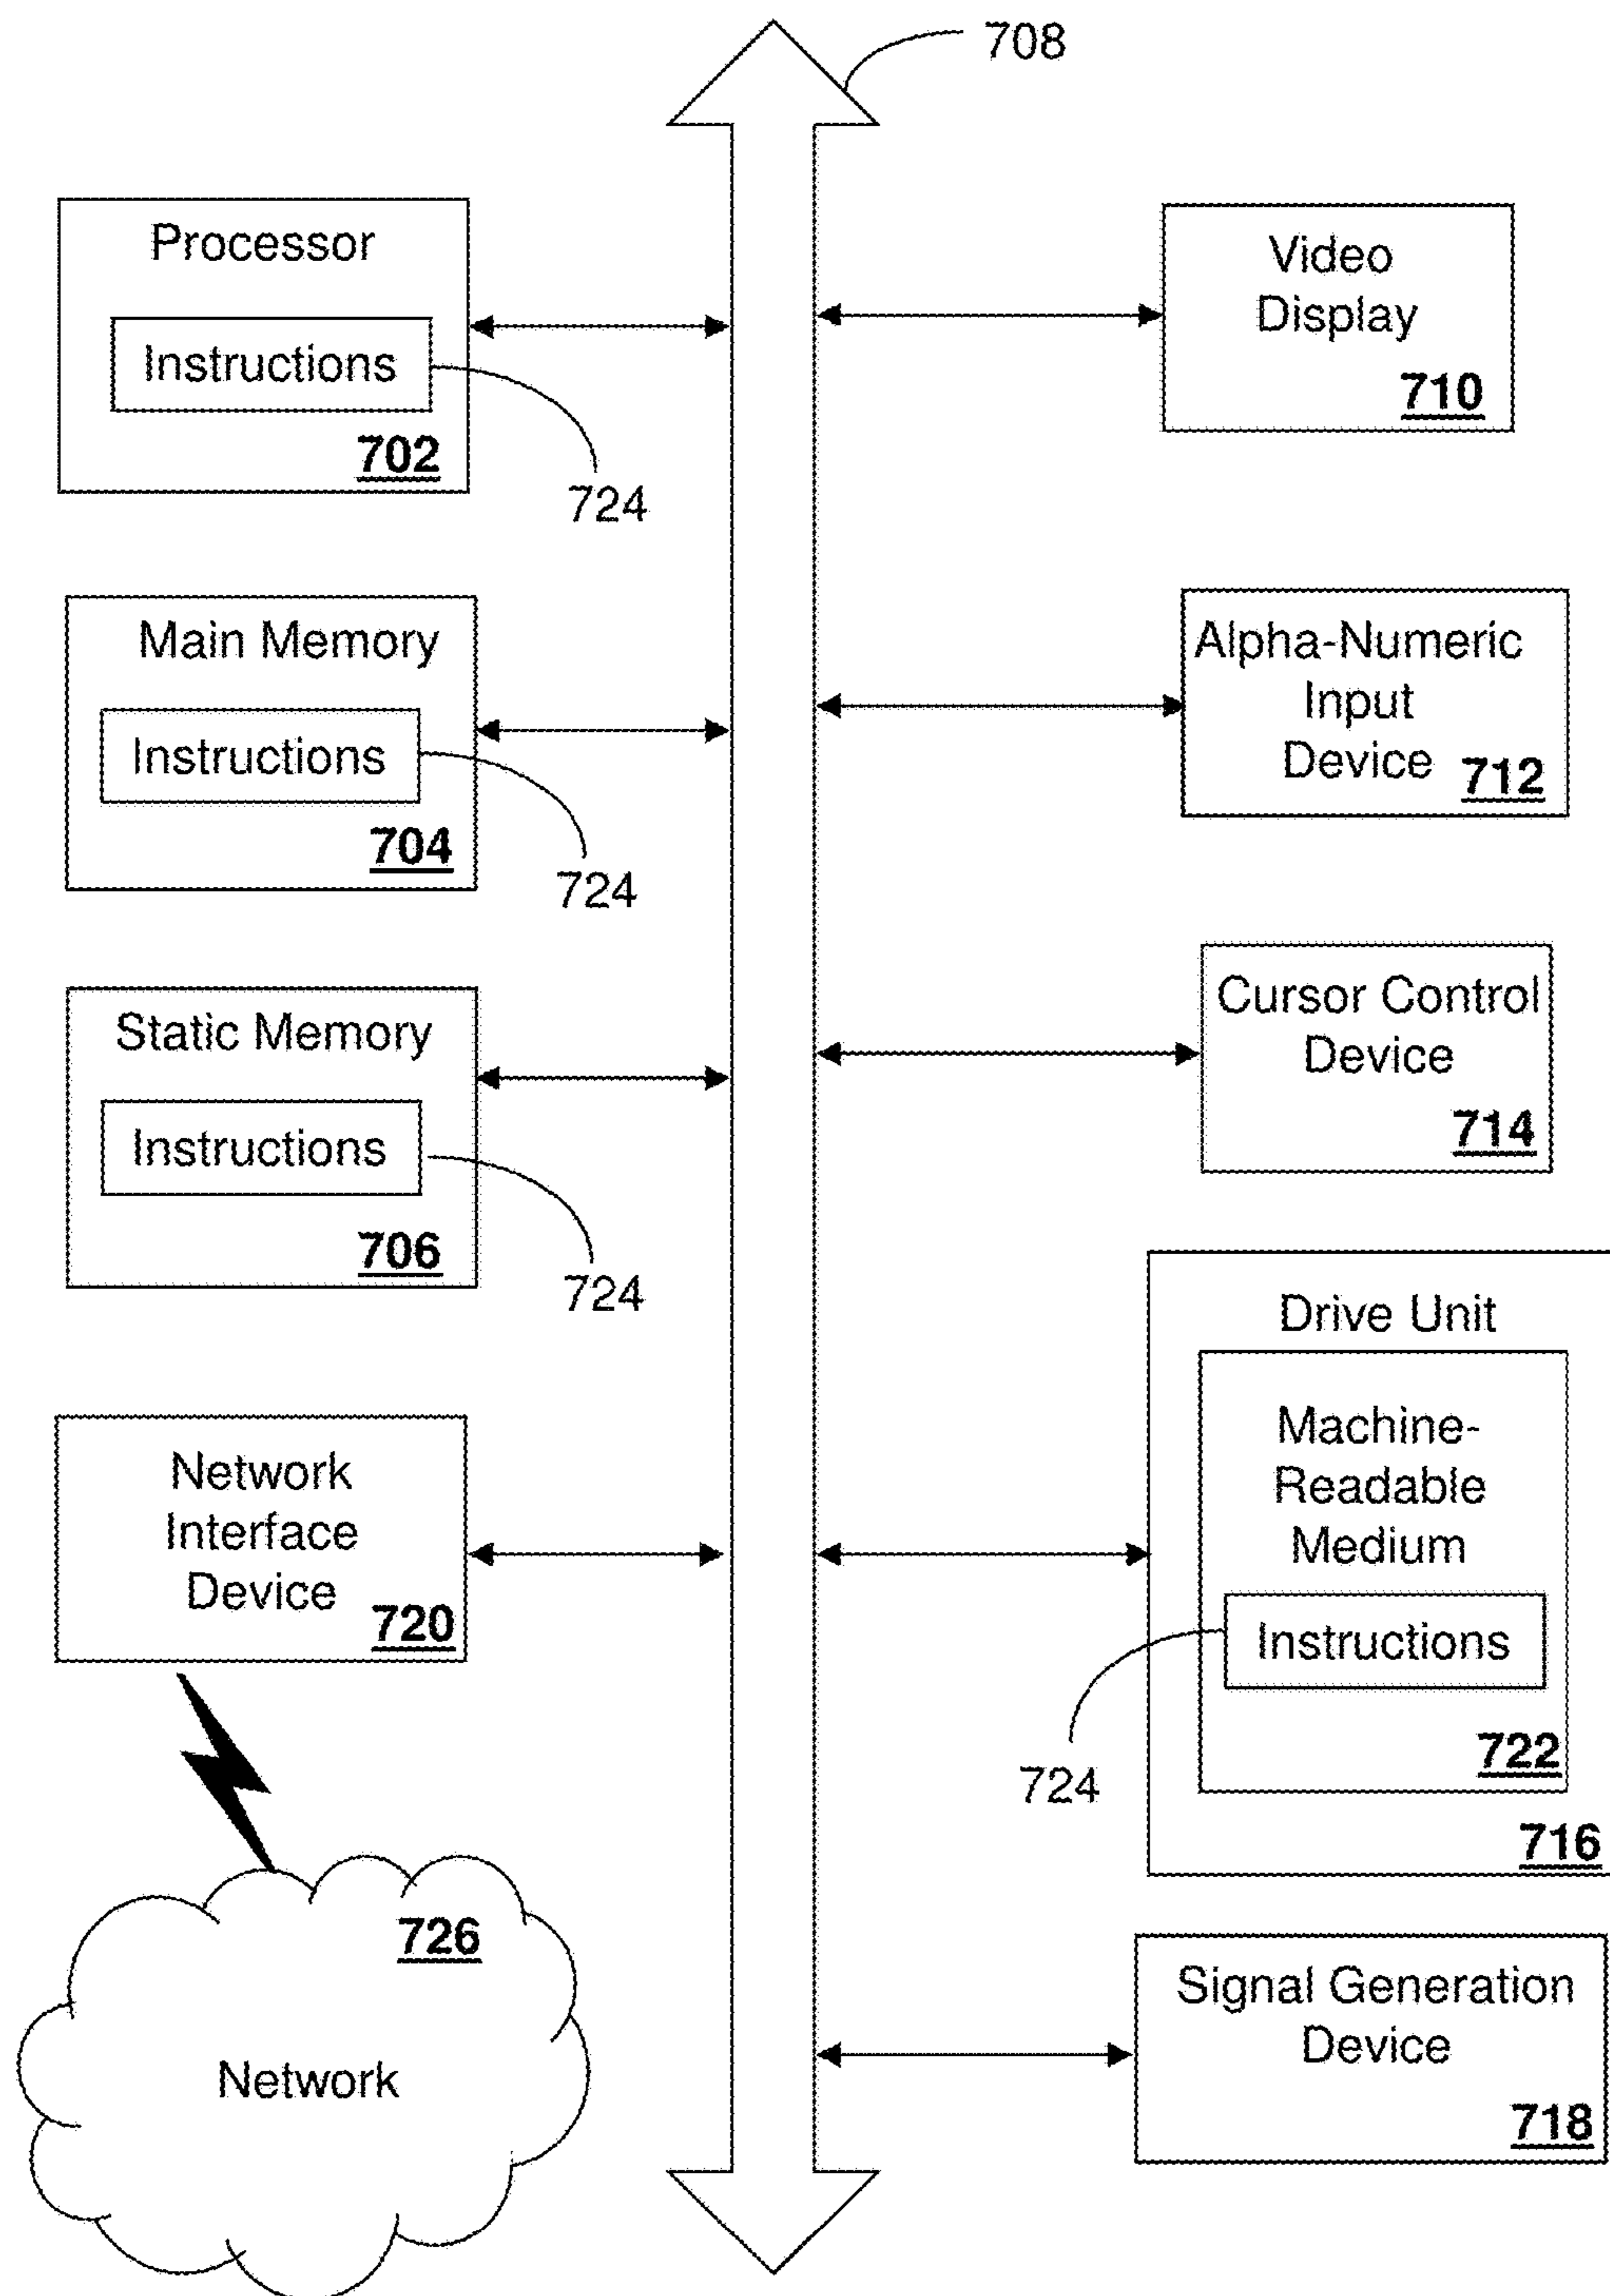 708
Processor
Instructions
702
724
Main Memory
Instructions
704
724
Static Memory
Instructions
706
724
Network
Interface
Device
720
726
Network
Video
Display
710
Alpha-Numeric
Input
Device
712
Cursor Control
Device
714
Drive Unit
Machine-
Readable
Medium
Instructions
724
722
716
Signal Generation
Device
718